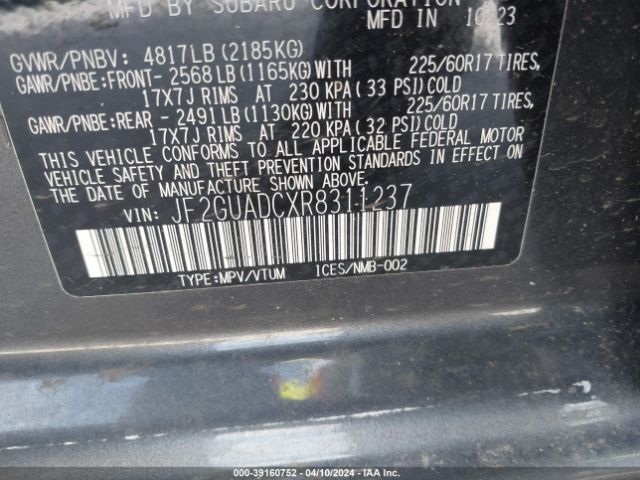 MFD BY SUBARU CORPORATION
MFD IN 10/23
GVWR/PNBV: 4817LB(2185KG)
GAWR/PNBE:FRONT- 2568LB(1165KG)WITH 225/60R17 TIRES,
17X7J RIMS AT 230 KPA(33 PSI)COLD
GAWR/PNBE:REAR - 2491LB(1130KG)WITH 225/60R17 TIRES,
17X7J RIMS AT 220 KPA(32 PSI)COLD
THIS VEHICLE CONFORMS TO ALL APPLICABLE FEDERAL MOTOR
VEHICLE SAFETY AND THEFT PREVENTION STANDARDS IN EFFECT ON
THE DATE OF MANUFACTURE SHOWN ABOVE.
VIN: JF2GUADCXR8311237
TYPE:MPV/VTUM ICES/NMB-002
000-39160752 - 04/10/2024 - IAA Inc.